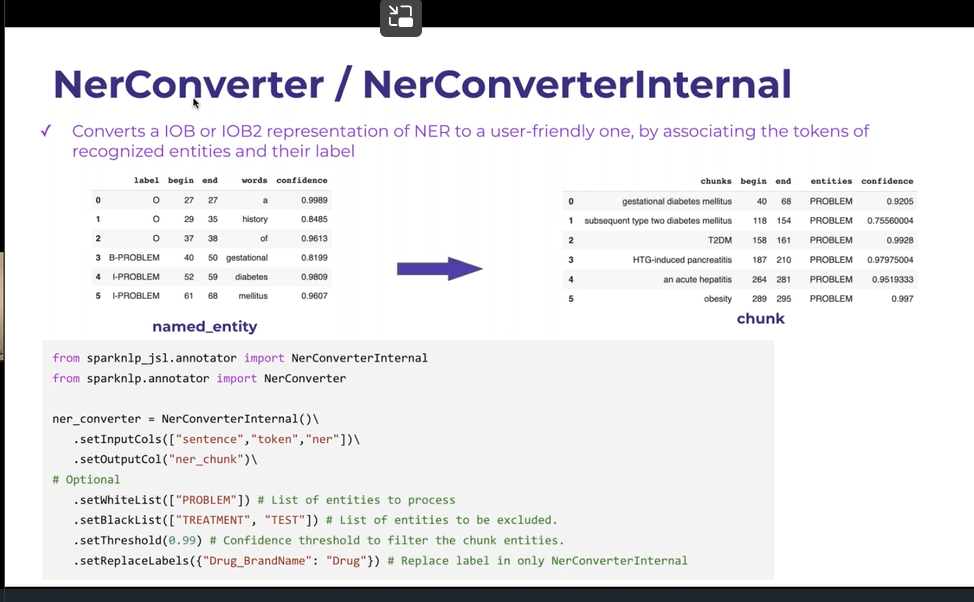 NerConverter / NerConverterInternal
✓ Converts a IOB or IOB2 representation of NER to a user-friendly one, by associating the tokens of
recognized entities and their label
label begin end words confidence
0 O 27 27 a 0.9989
1 O 29 35 history 0.8485
2 O 37 38 of 0.9613
3 B-PROBLEM 40 50 gestational 0.8199
4 I-PROBLEM 52 59 diabetes 0.9809
5 I-PROBLEM 61 68 mellitus 0.9607
named_entity
chunks begin end entities confidence
0 gestational diabetes mellitus 40 68 PROBLEM 0.9205
1 subsequent type two diabetes mellitus 118 154 PROBLEM 0.75560004
2 T2DM 158 161 PROBLEM 0.9928
3 HTG-induced pancreatitis 187 210 PROBLEM 0.97975004
4 an acute hepatitis 264 281 PROBLEM 0.9519333
5 obesity 289 295 PROBLEM 0.997
chunk
from sparknlp_jsl.annotator import NerConverterInternal
from sparknlp.annotator import NerConverter
ner_converter = NerConverterInternal()\
.setInputCols(["sentence","token","ner"])\
.setOutputCol("ner_chunk")\
# Optional
.setWhiteList(["PROBLEM"]) # List of entities to process
.setBlackList(["TREATMENT", "TEST"]) # List of entities to be excluded.
.setThreshold(0.99) # Confidence threshold to filter the chunk entities.
.setReplaceLabels({"Drug_BrandName": "Drug"}) # Replace label in only NerConverterInternal